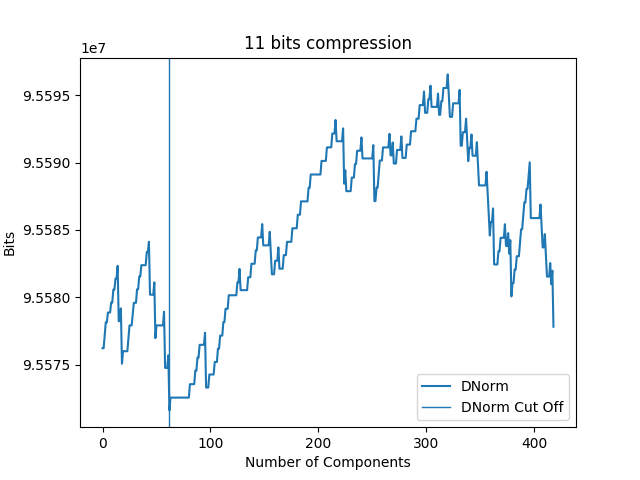 11 bits compression
1e7
9.5595
9.5590
9.5585
9.5580
9.5575
Bits
0 100 200 300 400
Number of Components
DNorm
DNorm Cut Off